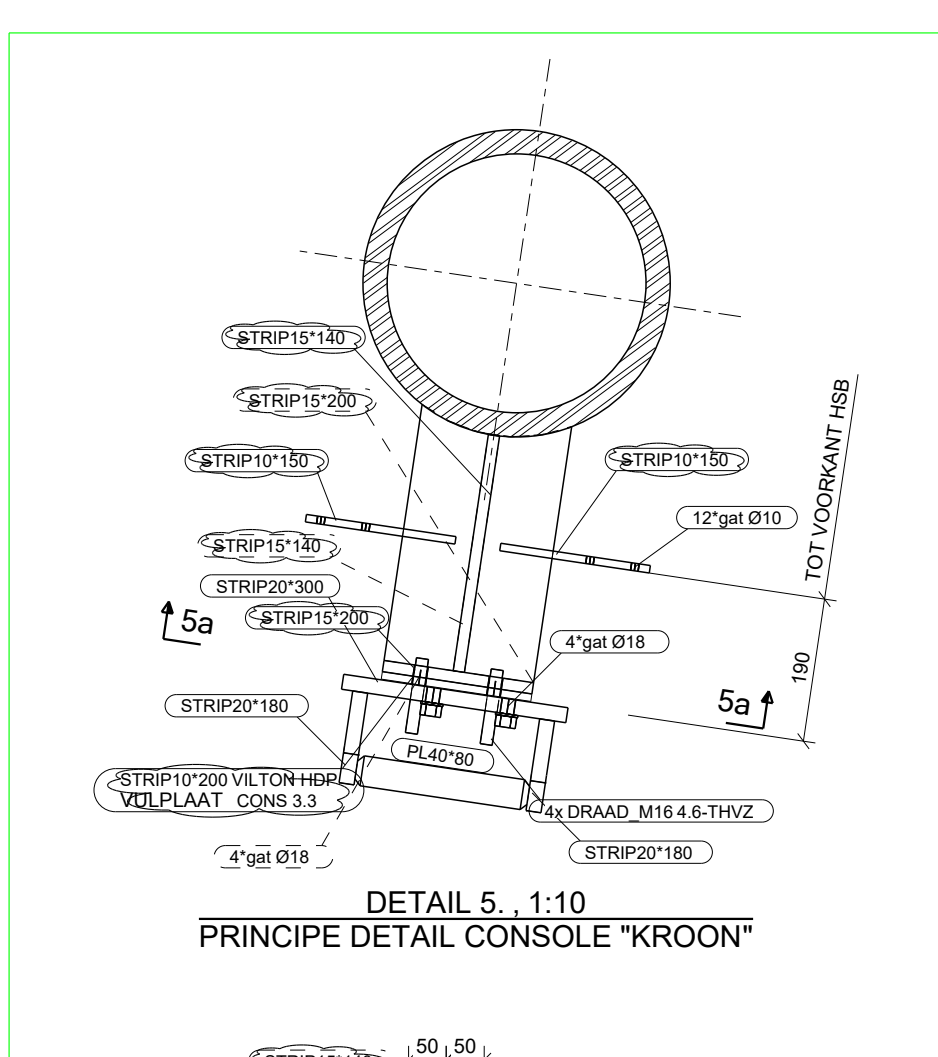 STRIP15*140
STRIP15*200
STRIP10*150
STRIP10*150
12*gat Ø10
TOT VOORKANT HSB
STRIP15*140
STRIP20*300
STRIP15*200
5a
4*gat Ø18
190
5a
STRIP20*180
PL40*80
STRIP10*200 VILTON HDP
VULPLAAT CONS 3.3
4x DRAAD_M16 4.6-THVZ
4*gat Ø18
STRIP20*180
DETAIL 5. , 1:10
PRINCIPE DETAIL CONSOLE "KROON"
50 50